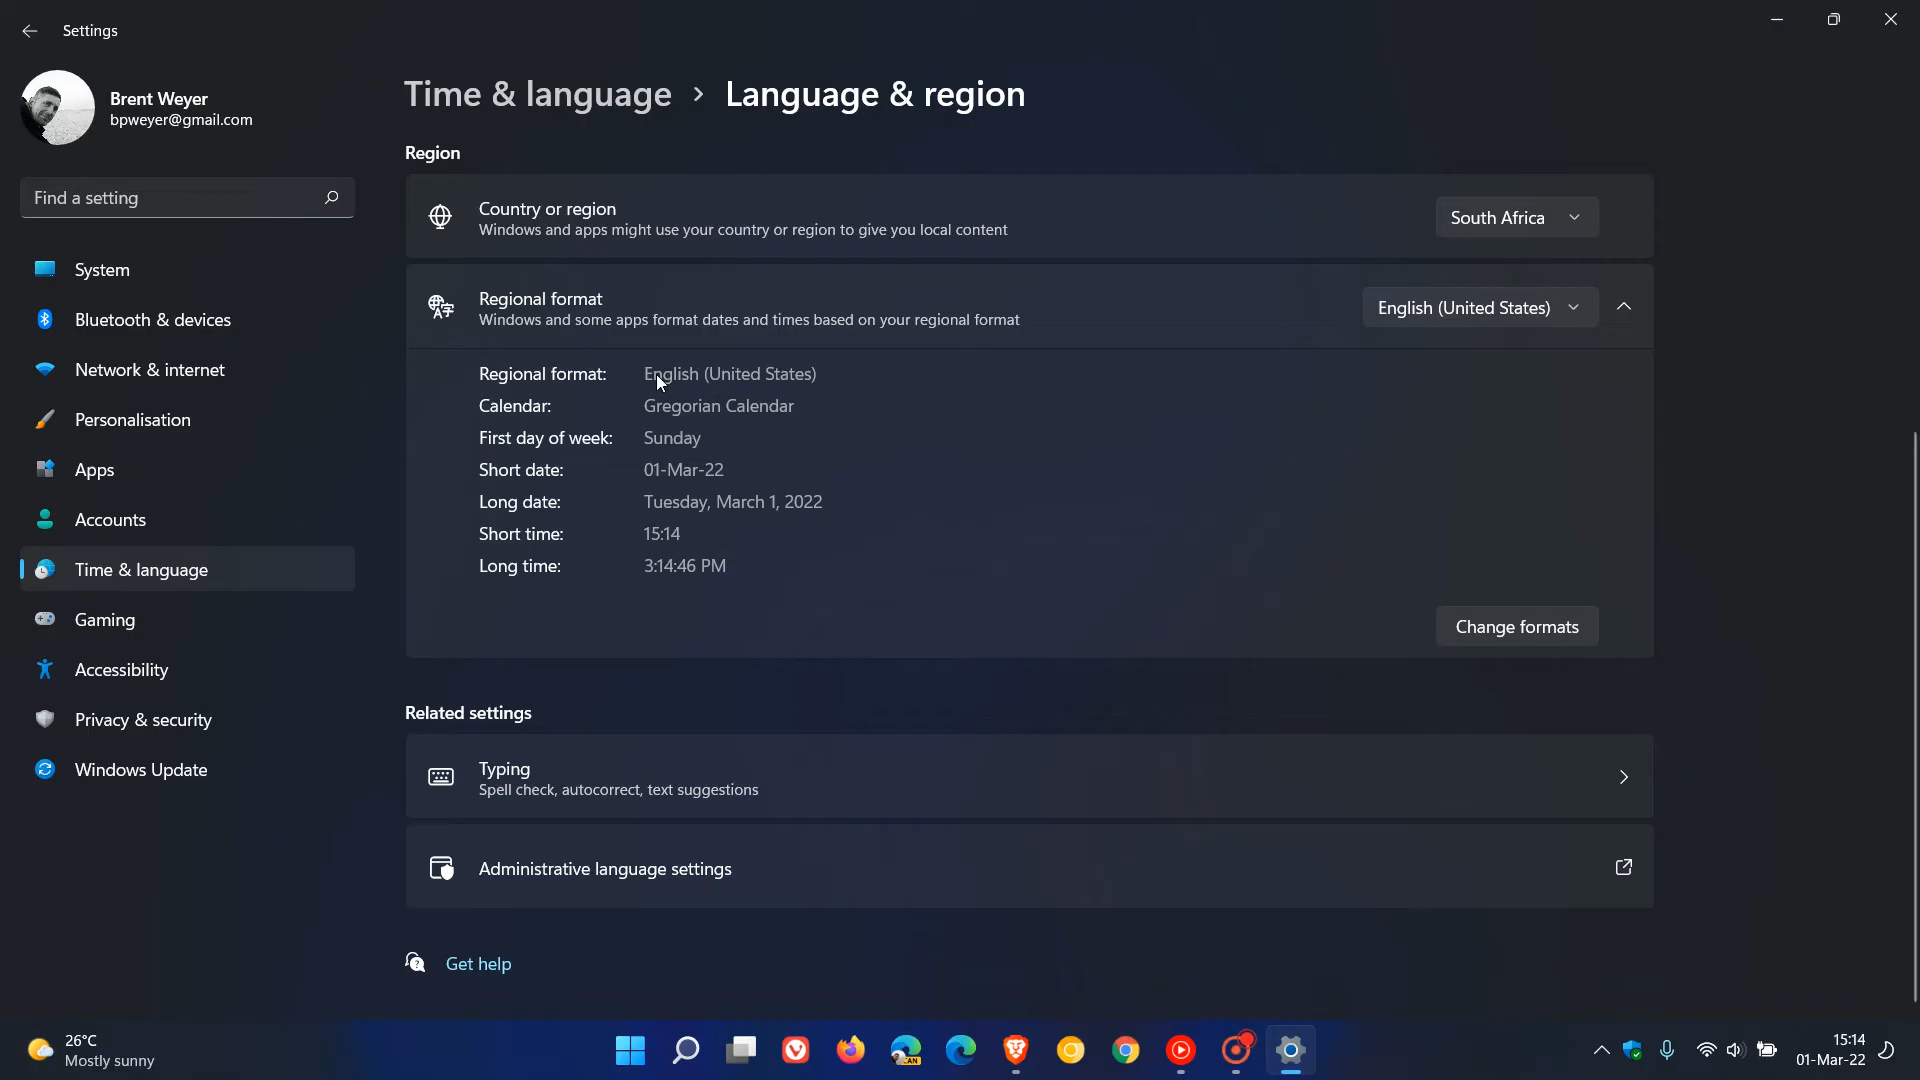 Settings
Brent Weyer
bpweyer@gmail.com
Find a setting
System
Bluetooth & devices
Network & internet
Personalisation
Apps
Accounts
Time & language
Gaming
Accessibility
Privacy & security
Windows Update
Time & language > Language & region
Region
Country or region
Windows and apps might use your country or region to give you local content
South Africa
Regional format
Windows and some apps format dates and times based on your regional format
English (United States)
Regional format: English (United States)
Calendar: Gregorian Calendar
First day of week: Sunday
Short date: 01-Mar-22
Long date: Tuesday, March 1, 2022
Short time: 15:14
Long time: 3:14:46 PM
Change formats
Related settings
Typing
Spell check, autocorrect, text suggestions
Administrative language settings
Get help
26°C
Mostly sunny
CAN
15:14
01-Mar-22